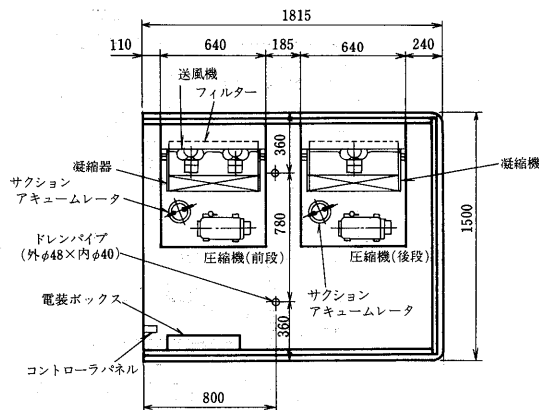 1815
110
640
185
640
240
送風機
フィルター
360
凝縮器
凝縮機
サクション
アキュームレータ
780
1500
ドレンパイプ
(外φ48×内φ40)
圧縮機(前段)
圧縮機(後段)
サクション
アキュームレータ
電装ボックス
360
コントローラパネル
800